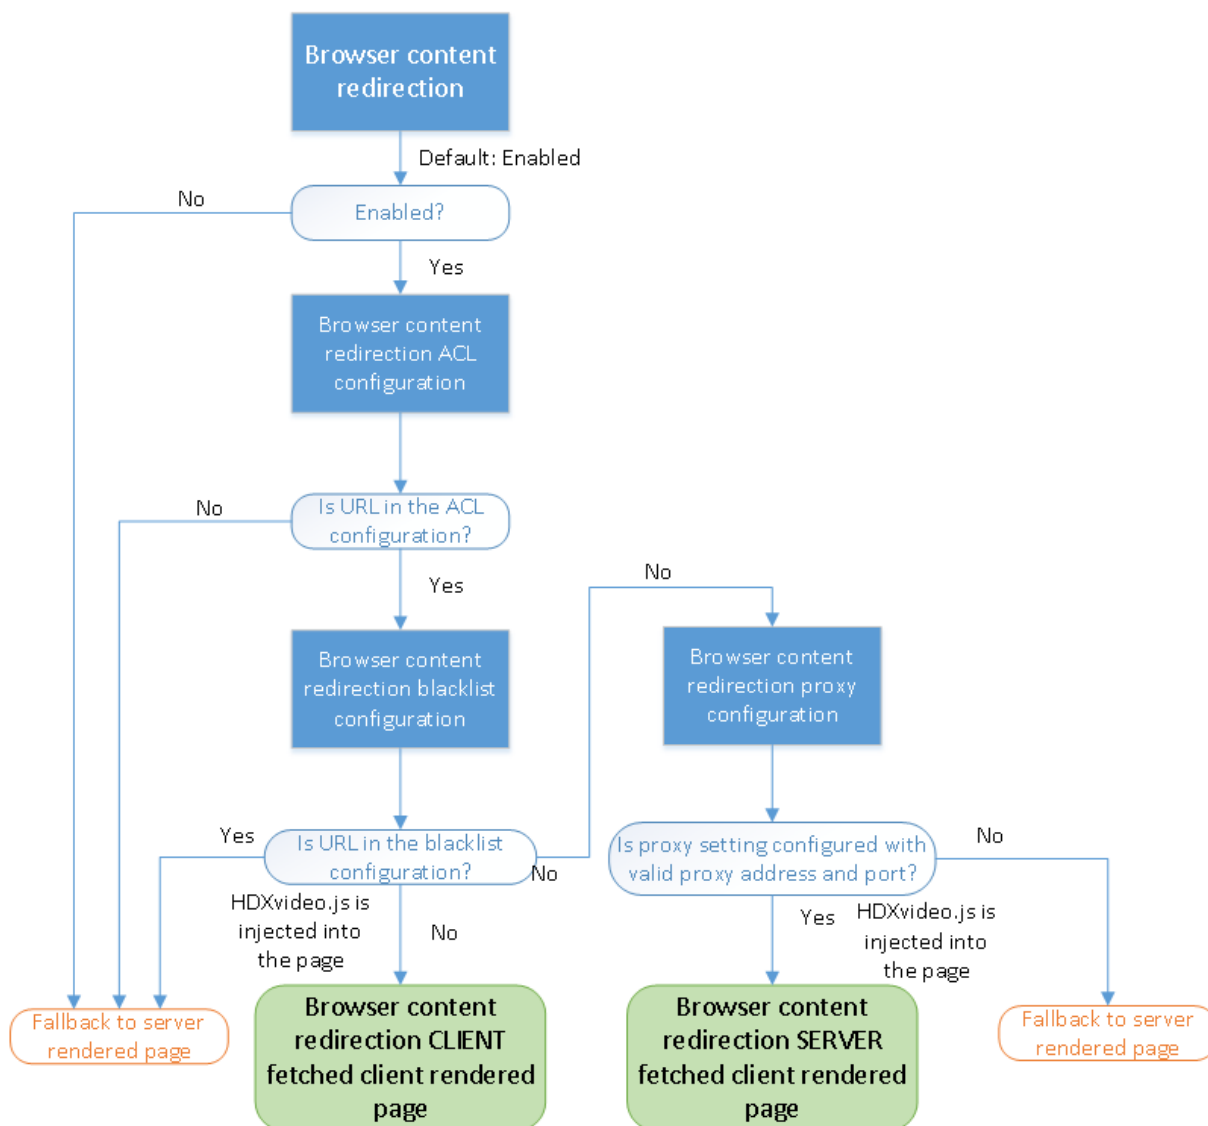 Browser content
redirection
Default: Enabled
No
Enabled?
Yes
Browser content
redirection ACL
configuration
No
Is URL in the ACL
configuration?
Yes
No
Browser content
redirection blacklist
configuration
Browser content
redirection proxy
configuration
Yes
Is URL in the blacklist
configuration?
No
Is proxy setting configured with
valid proxy address and port?
No
HDXvideo.js is
injected into
the page
No
Yes
HDXvideo.js is
injected into
the page
Fallback to server
rendered page
Browser content
redirection CLIENT
fetched client rendered
page
Browser content
redirection SERVER
fetched client rendered
page
Fallback to server
rendered page